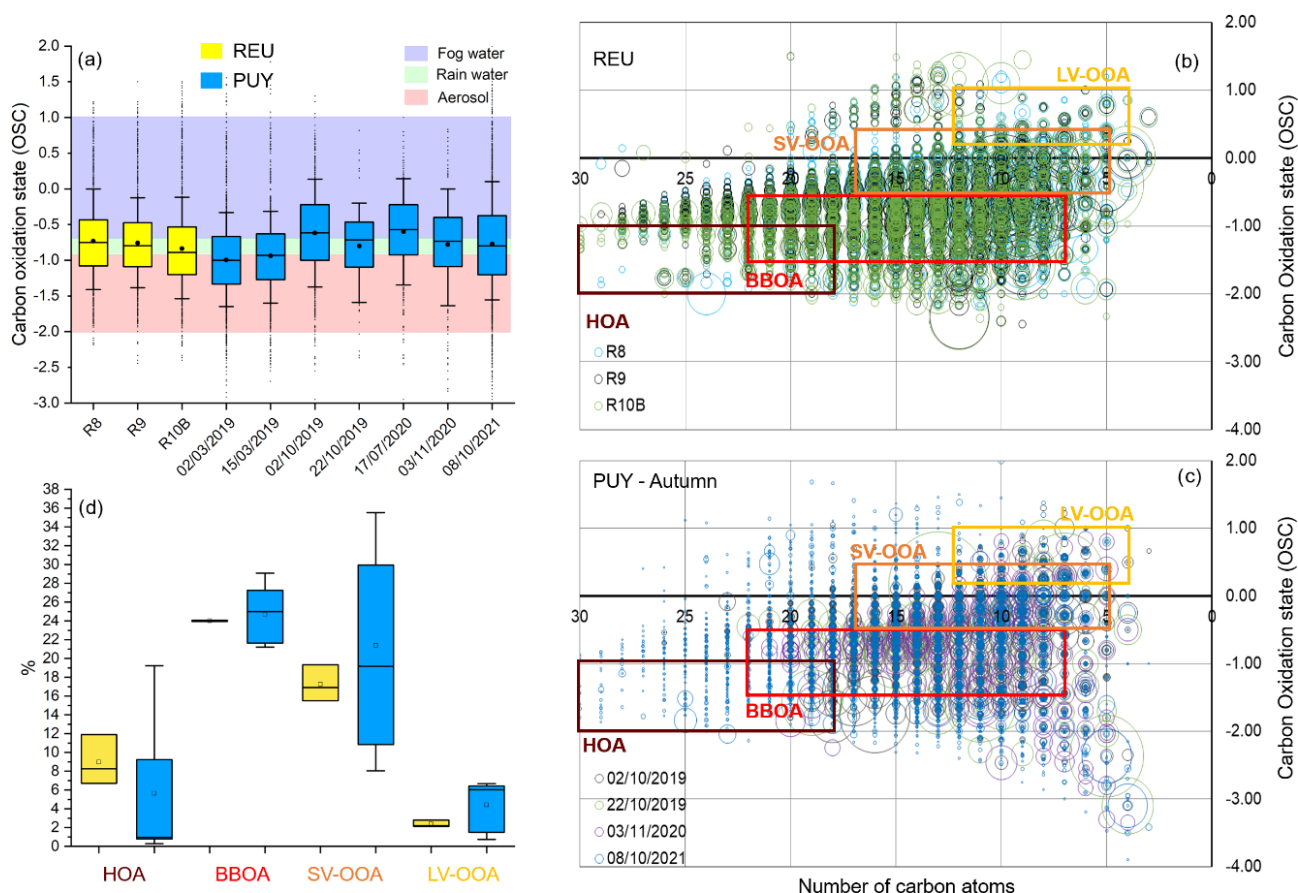 (a)
REU
PUY
Fog water
Rain water
Aerosol
Carbon oxidation state (OSC)
2.0
1.5
1.0
0.5
0.0
-0.5
-1.0
-1.5
-2.0
-2.5
-3.0
R8
R9
R10B
02/03/2019
15/03/2019
02/10/2019
22/10/2019
17/07/2020
03/11/2020
08/10/2021
REU
(b)
LV-OOA
SV-OOA
BBOA
HOA
R8
R9
R10B
30
25
20
15
10
5
0
2.00
1.00
0.00
-1.00
-2.00
-3.00
-4.00
Carbon Oxidation state (OSC)
PUY - Autumn
(c)
LV-OOA
SV-OOA
BBOA
HOA
02/10/2019
22/10/2019
03/11/2020
08/10/2021
30
25
20
15
10
5
0
2.00
1.00
0.00
-1.00
-2.00
-3.00
-4.00
Carbon Oxidation state (OSC)
Number of carbon atoms
(d)
%
38
36
34
32
30
28
26
24
22
20
18
16
14
12
10
8
6
4
2
0
HOA
BBOA
SV-OOA
LV-OOA